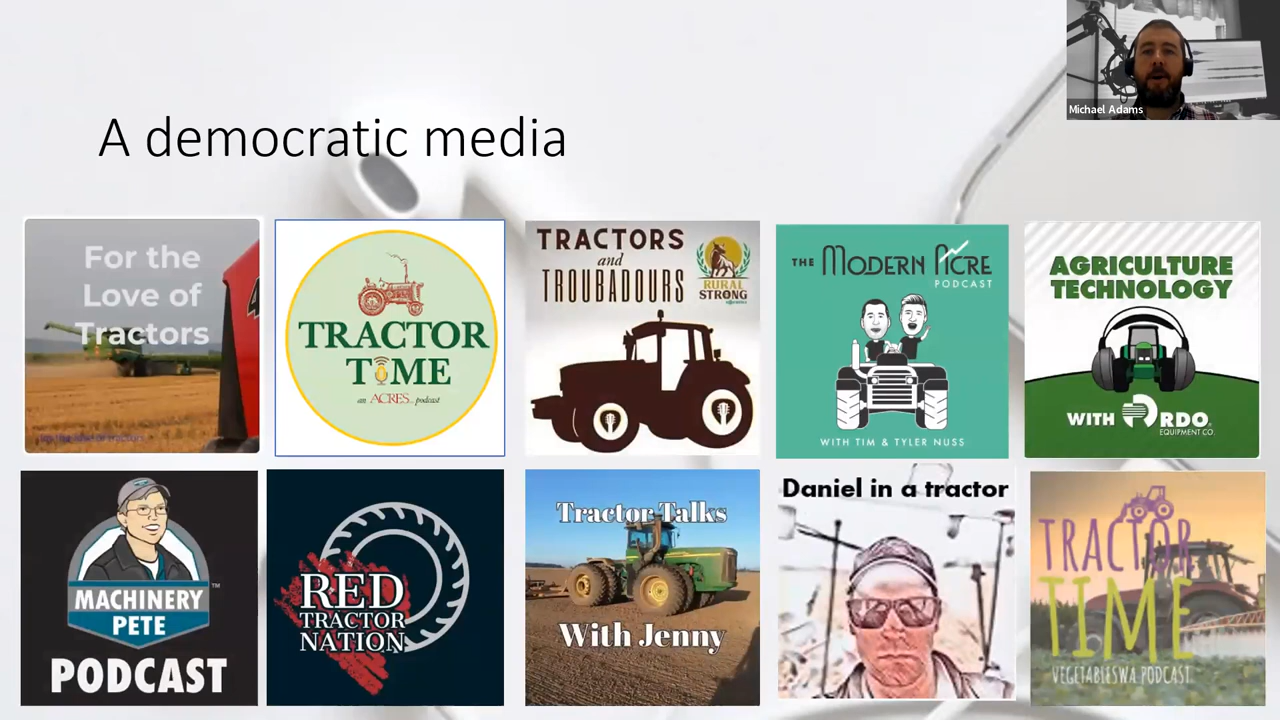 Michael Adams
A democratic media
For the
Love of
Tractors
TRACTOR
TIME
an ACRES podcast
TRACTORS
and
TROUBADOURS
RURAL
STRONG
THE MODERN ACRE
PODCAST
WITH TIM & TYLER NUSS
AGRICULTURE
TECHNOLOGY
WITH RDO
EQUIPMENT CO.
MACHINERY
PETE
TM
PODCAST
RED
TRACTOR
NATION
Tractor Talks
With Jenny
Daniel in a tractor
TRACTOR
TIME
VEGETABLESWA PODCAST